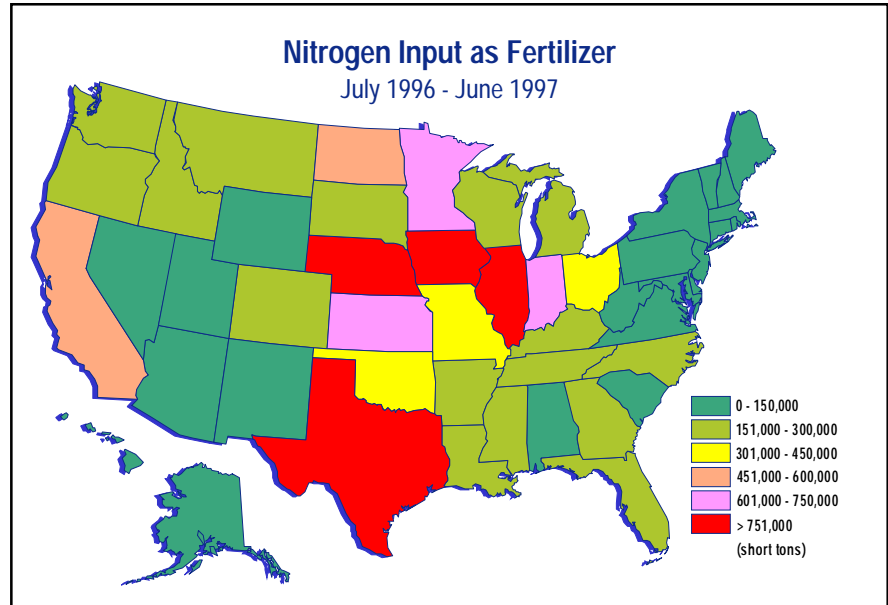 Nitrogen Input as Fertilizer
July 1996 - June 1997
0 - 150,000
151,000 - 300,000
301,000 - 450,000
451,000 - 600,000
601,000 - 750,000
> 751,000
(short tons)